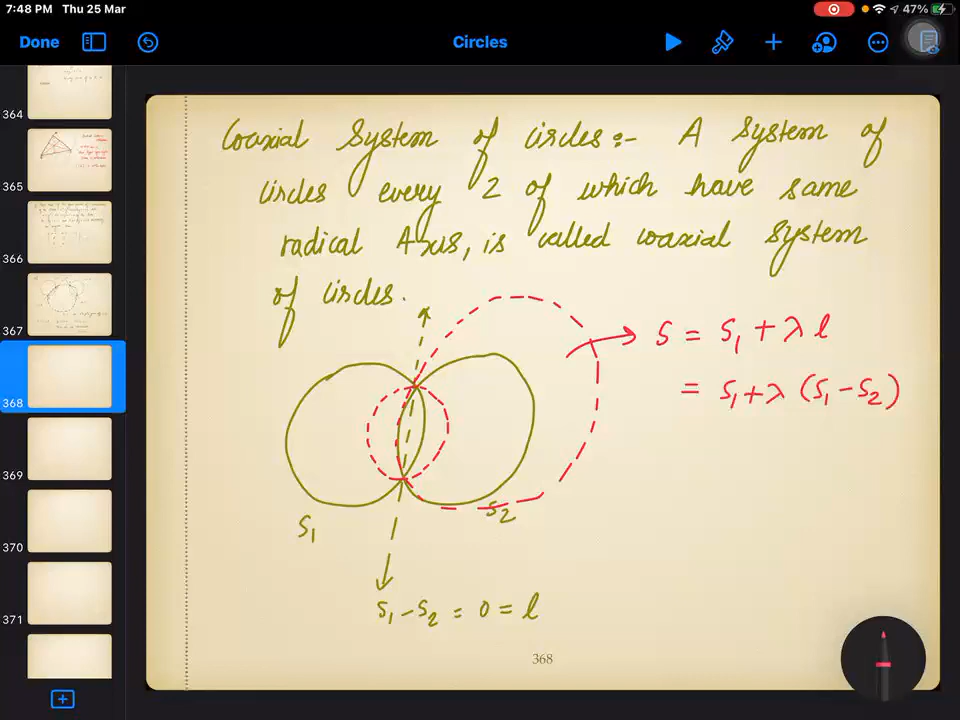 7:48 PM Thu 25 Mar
47%
Done
Circles
364
365
366
367
368
369
370
371
Coaxial System of circles:- A system of
circles every 2 of which have same
radical Axis, is called coaxial system
of circles.
S = S₁ + λ l
= S₁ + λ (S₁ - S₂)
S₁
S₂
S₁ - S₂ = 0 = l
368